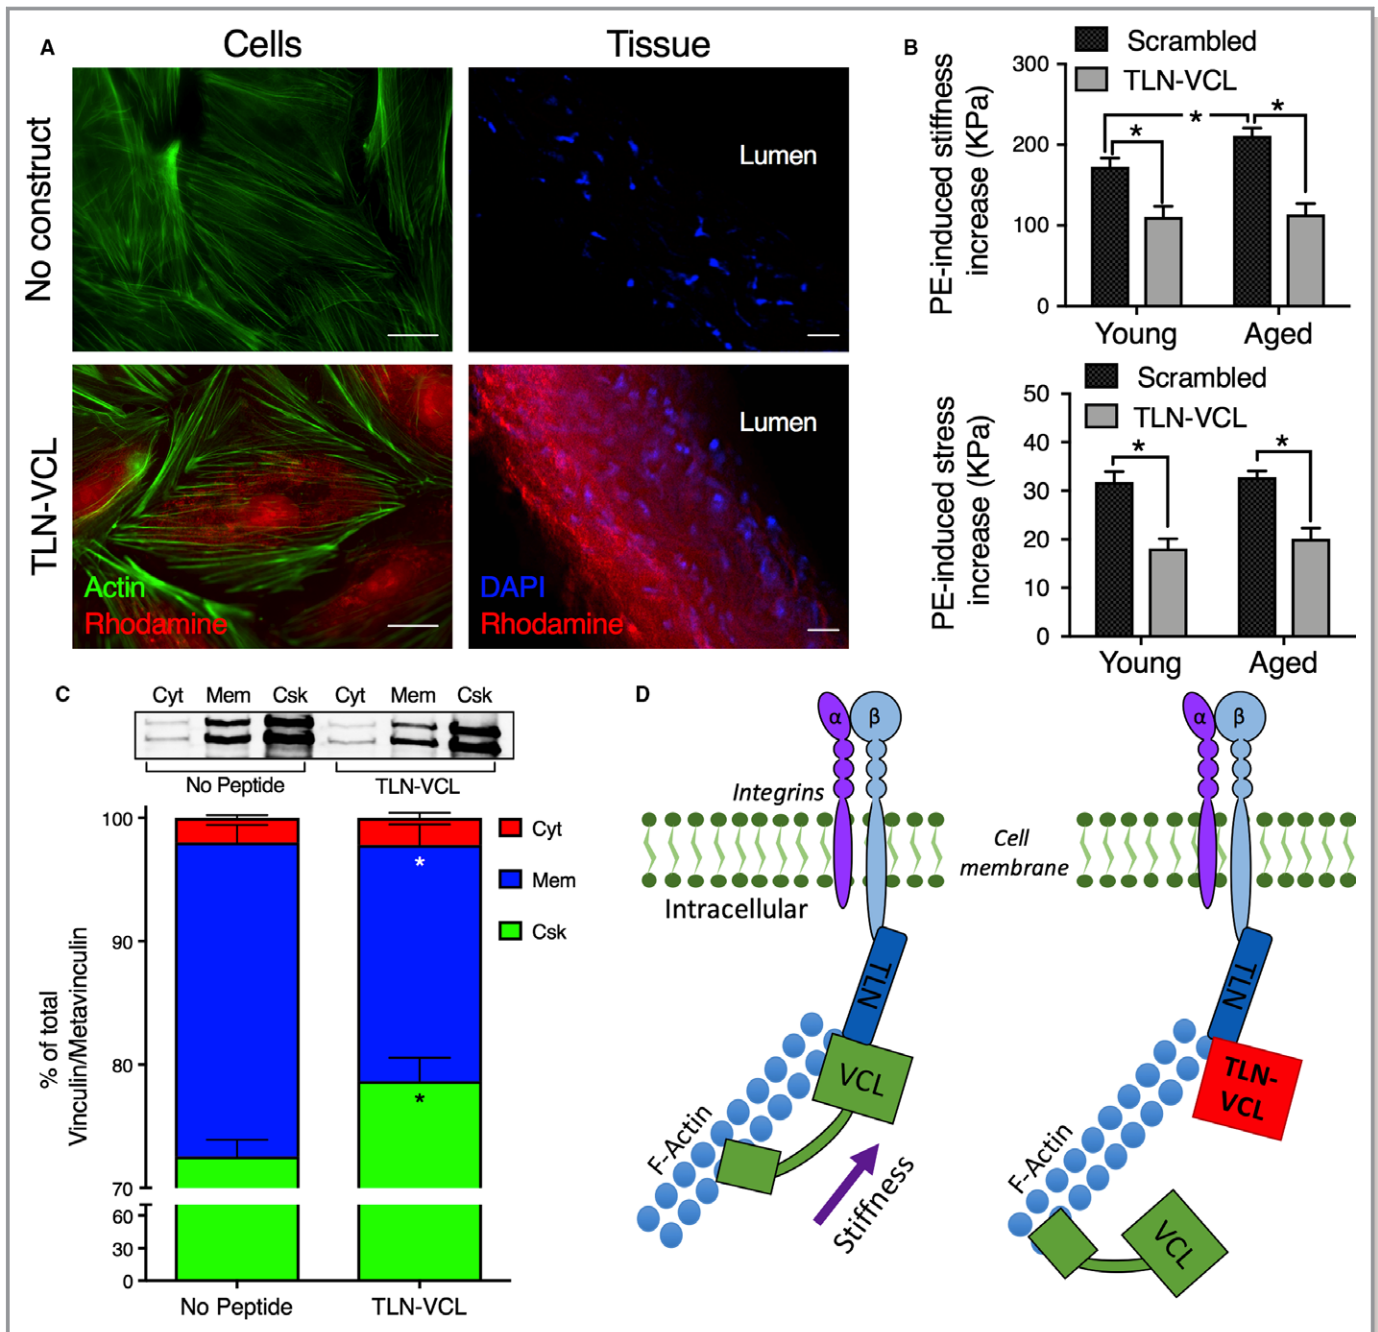 A
Cells
Tissue
No construct
Lumen
TLN-VCL
Lumen
Actin
Rhodamine
DAPI
Rhodamine
B
Scrambled
TLN-VCL
PE-induced stiffness
increase (KPa)
300
200
100
0
*
*
*
Young
Aged
Scrambled
TLN-VCL
PE-induced stress
increase (KPa)
50
40
30
20
10
0
*
*
Young
Aged
C
Cyt Mem Csk Cyt Mem Csk
No Peptide
TLN-VCL
% of total
Vinculin/Metavinculin
100
90
80
70
60
30
0
*
*
Cyt
Mem
Csk
No Peptide
TLN-VCL
D
α β
Integrins
Intracellular
TLN
VCL
F-Actin
Stiffness
Cell
membrane
α β
TLN
TLN-
VCL
F-Actin
VCL